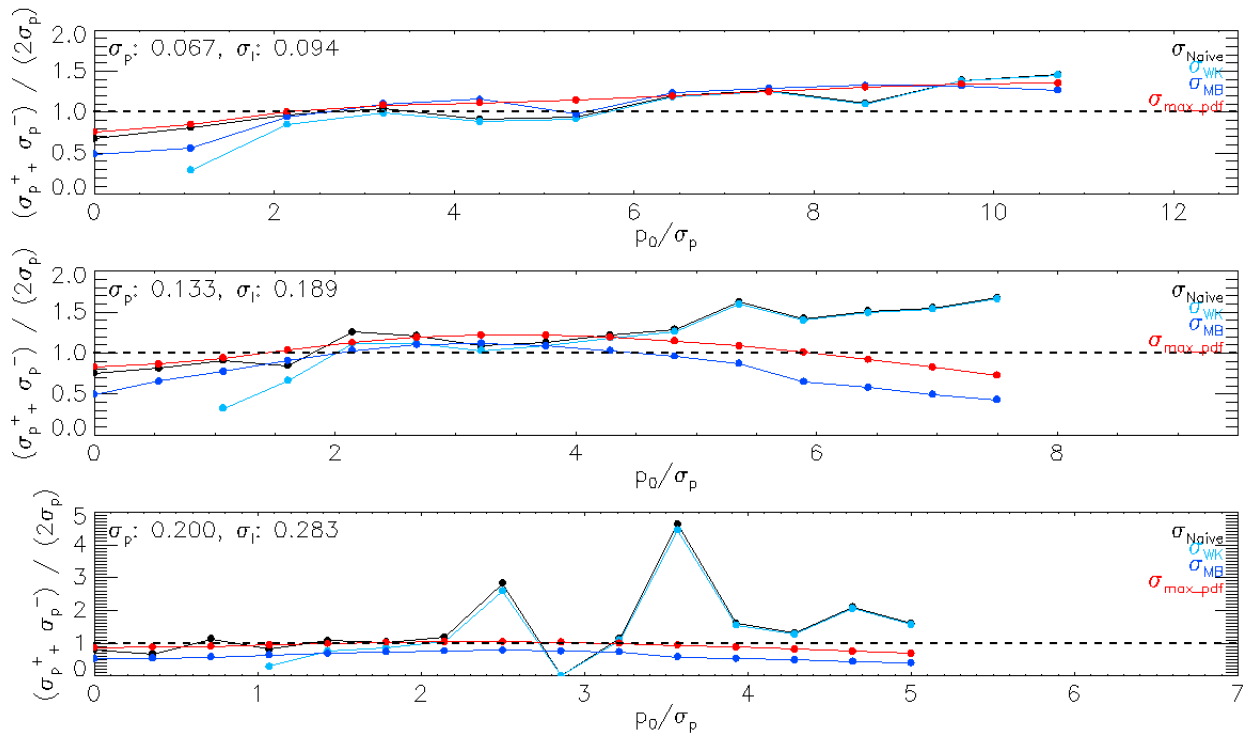 σp: 0.067, σI: 0.094
σNaive
σWK
σMB
σmax_pdf
(σp+ + σp-) / (2σp)
2.0
1.5
1.0
0.5
0.0
0 2 4 6 8 10 12
p0/σp
σp: 0.133, σI: 0.189
σNaive
σWK
σMB
σmax_pdf
(σp+ + σp-) / (2σp)
2.0
1.5
1.0
0.5
0.0
0 2 4 6 8
p0/σp
σp: 0.200, σI: 0.283
σNaive
σWK
σMB
σmax_pdf
(σp+ + σp-) / (2σp)
5
4
3
2
1
0 1 2 3 4 5 6 7
p0/σp